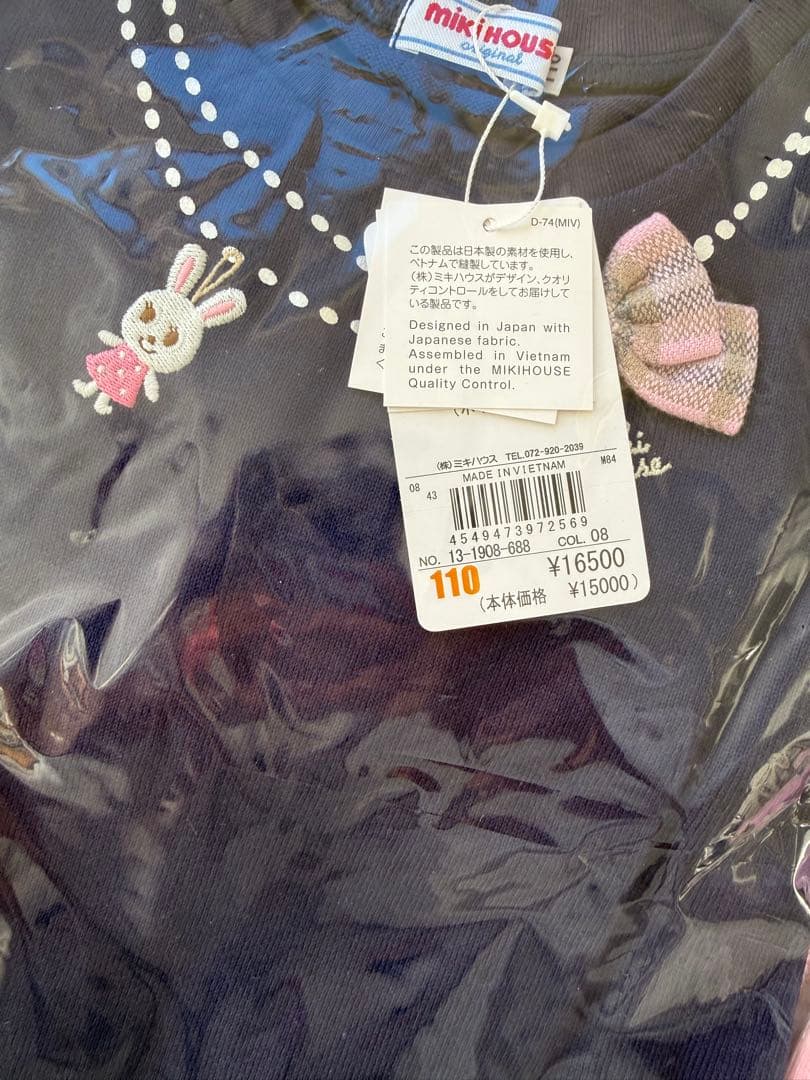 mikiHOUS
original
110
D-74(MIV)
この製品は日本製の素材を使用し、
ベトナムで縫製しています。
(株)ミキハウスがデザイン、クオリ
ティコントロールをしてお届けして
いる製品です。
Designed in Japan with
Japanese fabric.
Assembled in Vietnam
under the MIKIHOUSE
Quality Control.
ま
く
(株)ミキハウス TEL.072-920-2039
MADE IN VIETNAM M84
08 43
4549473972569
NO. 13-1908-688 COL. 08
110 ¥16500
(本体価格 ¥15000)